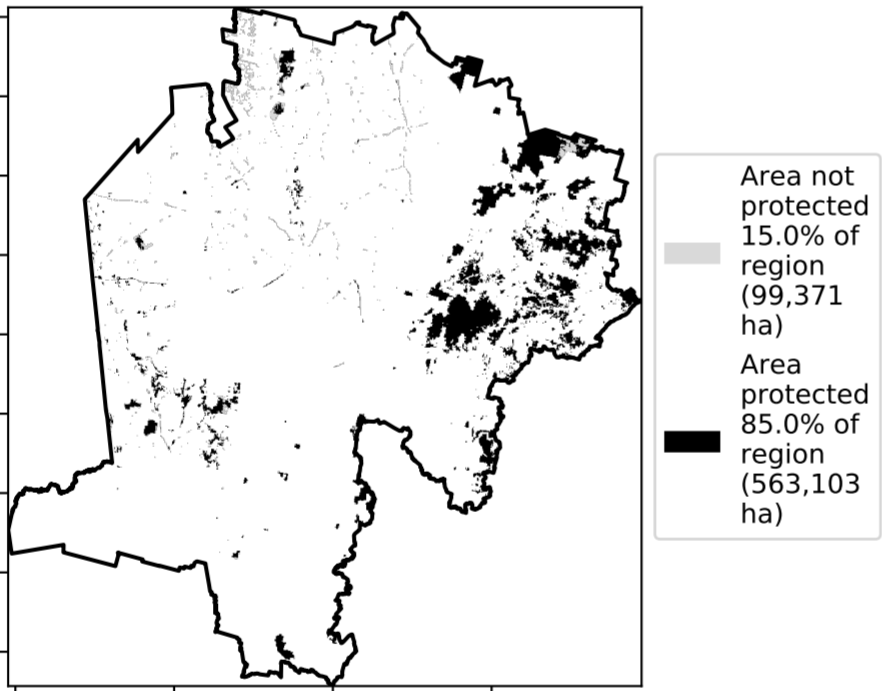 Area not
protected
15.0% of
region
(99,371
ha)
Area
protected
85.0% of
region
(563,103
ha)